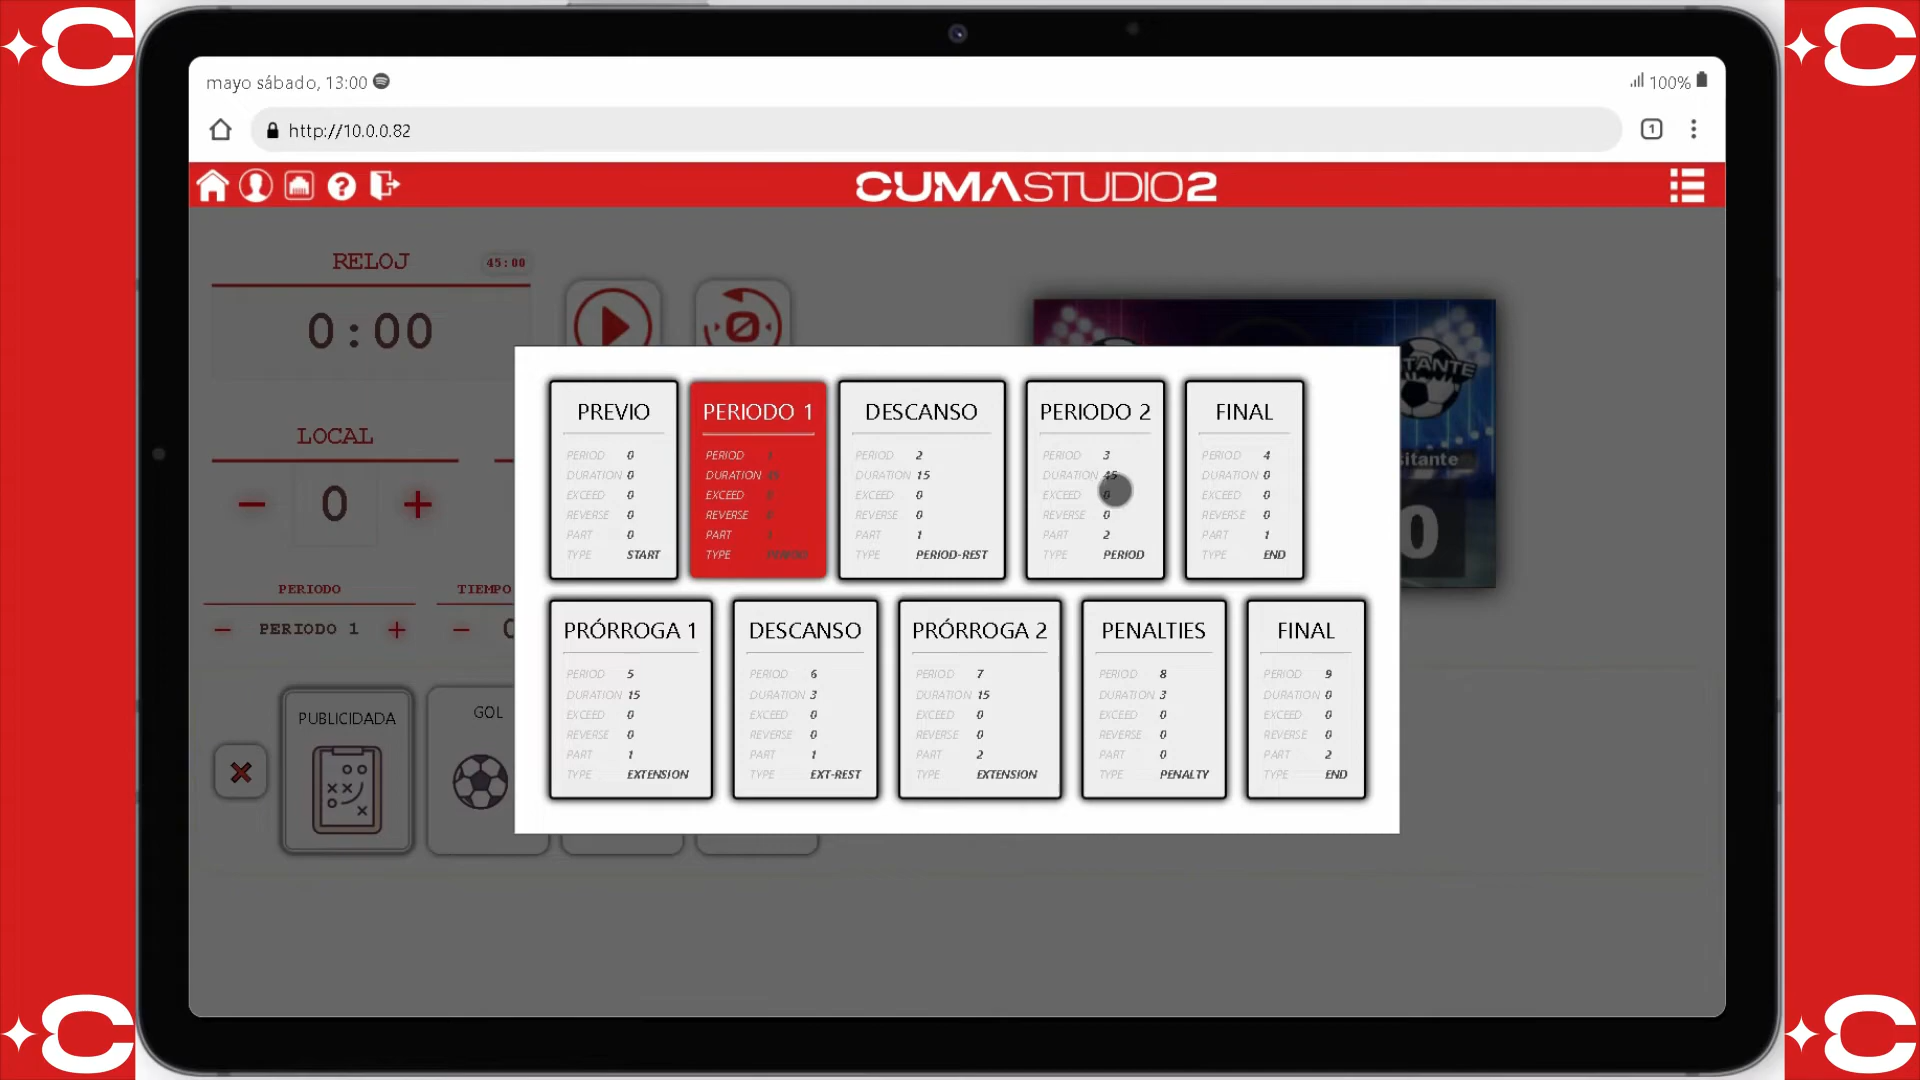 mayo sábado, 13:00
100%
http://10.0.0.82
1
CUMASTUDIO2
RELOJ
45:00
0:00
LOCAL
0
PERIODO
TIEMPO
PERIODO 1
PUBLICIDADA
GOL
TANTE
sitante
0
PREVIO
PERIOD 0
DURATION 0
EXCEED 0
REVERSE 0
PART 0
TYPE START
PERIODO 1
PERIOD
DURATION
EXCEED
REVERSE
PART
TYPE PERIOD
DESCANSO
PERIOD 2
DURATION 15
EXCEED 0
REVERSE 0
PART 1
TYPE PERIOD-REST
PERIODO 2
PERIOD 3
DURATION 45
EXCEED 0
REVERSE 0
PART 2
TYPE PERIOD
FINAL
PERIOD 4
DURATION 0
EXCEED 0
REVERSE 0
PART 1
TYPE END
PRÓRROGA 1
PERIOD 5
DURATION 15
EXCEED 0
REVERSE 0
PART 1
TYPE EXTENSION
DESCANSO
PERIOD 6
DURATION 3
EXCEED 0
REVERSE 0
PART 1
TYPE EXT-REST
PRÓRROGA 2
PERIOD 7
DURATION 15
EXCEED 0
REVERSE 0
PART 2
TYPE EXTENSION
PENALTIES
PERIOD 8
DURATION 3
EXCEED 0
REVERSE 0
PART 0
TYPE PENALTY
FINAL
PERIOD 9
DURATION 0
EXCEED 0
REVERSE 0
PART 2
TYPE END